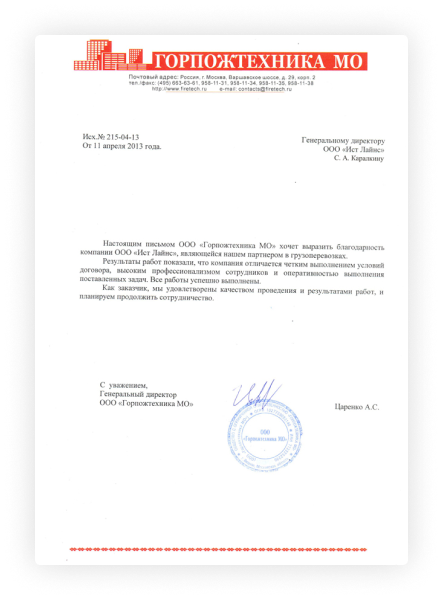 ГОРПОЖТЕХНИКА МО
Почтовый адрес: Россия, г. Москва, Варшавское шоссе, д. 29, корп. 2
тел./факс: (495) 663-63-61, 958-11-31, 958-11-34, 958-11-35, 958-11-38
http://www.firetech.ru e-mail: contacts@firetech.ru
Исх.№ 215-04-13
От 11 апреля 2013 года.
Генеральному директору
ООО «Ист Лайнс»
С. А. Каралкину
Настоящим письмом ООО «Горпожтехника МО» хочет выразить благодарность
компании ООО «Ист Лайнс», являющейся нашем партнером в грузоперевозках.
Результаты работ показали, что компания отличается четким выполнением условий
договора, высоким профессионализмом сотрудников и оперативностью выполнения
поставленных задач. Все работы успешно выполнены.
Как заказчик, мы удовлетворены качеством проведения и результатами работ, и
планируем продолжить сотрудничество.
С уважением,
Генеральный директор
ООО «Горпожтехника МО»
Царенко А.С.
ООО
«Горпожтехника МО»